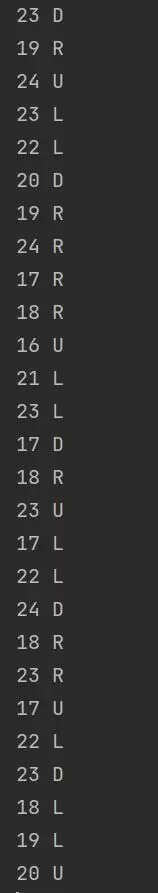 23 D
19 R
24 U
23 L
22 L
20 D
19 R
24 R
17 R
18 R
16 U
21 L
23 L
17 D
18 R
23 U
17 L
22 L
24 D
18 R
23 R
17 U
22 L
23 D
18 L
19 L
20 U